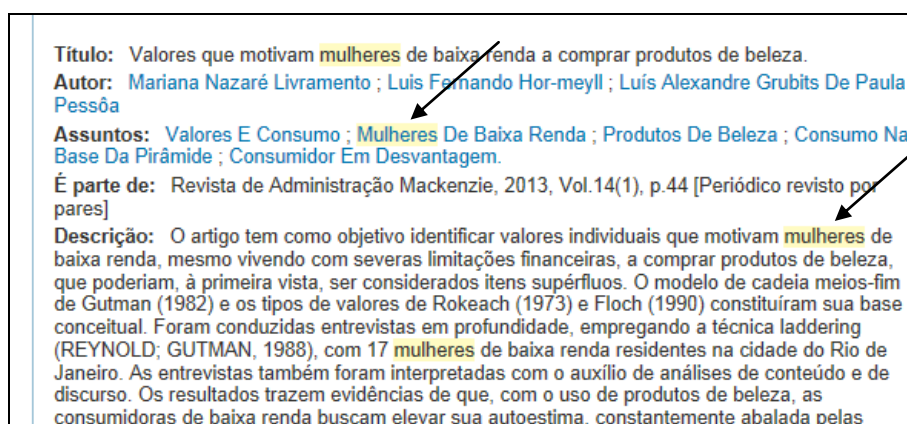 Título: Valores que motivam mulheres de baixa renda a comprar produtos de beleza.
Autor: Mariana Nazaré Livramento ; Luis Fernando Hor-meyll ; Luís Alexandre Grubits De Paula
Pessôa
Assuntos: Valores E Consumo ; Mulheres De Baixa Renda ; Produtos De Beleza ; Consumo Na
Base Da Pirâmide ; Consumidor Em Desvantagem.
É parte de: Revista de Administração Mackenzie, 2013, Vol.14(1), p.44 [Periódico revisto por
pares]
Descrição: O artigo tem como objetivo identificar valores individuais que motivam mulheres de
baixa renda, mesmo vivendo com severas limitações financeiras, a comprar produtos de beleza,
que poderiam, à primeira vista, ser considerados itens supérfluos. O modelo de cadeia meios-fim
de Gutman (1982) e os tipos de valores de Rokeach (1973) e Floch (1990) constituíram sua base
conceitual. Foram conduzidas entrevistas em profundidade, empregando a técnica laddering
(REYNOLD; GUTMAN, 1988), com 17 mulheres de baixa renda residentes na cidade do Rio de
Janeiro. As entrevistas também foram interpretadas com o auxílio de análises de conteúdo e de
discurso. Os resultados trazem evidências de que, com o uso de produtos de beleza, as
consumidoras de baixa renda buscam elevar sua autoestima, constantemente abalada pelas